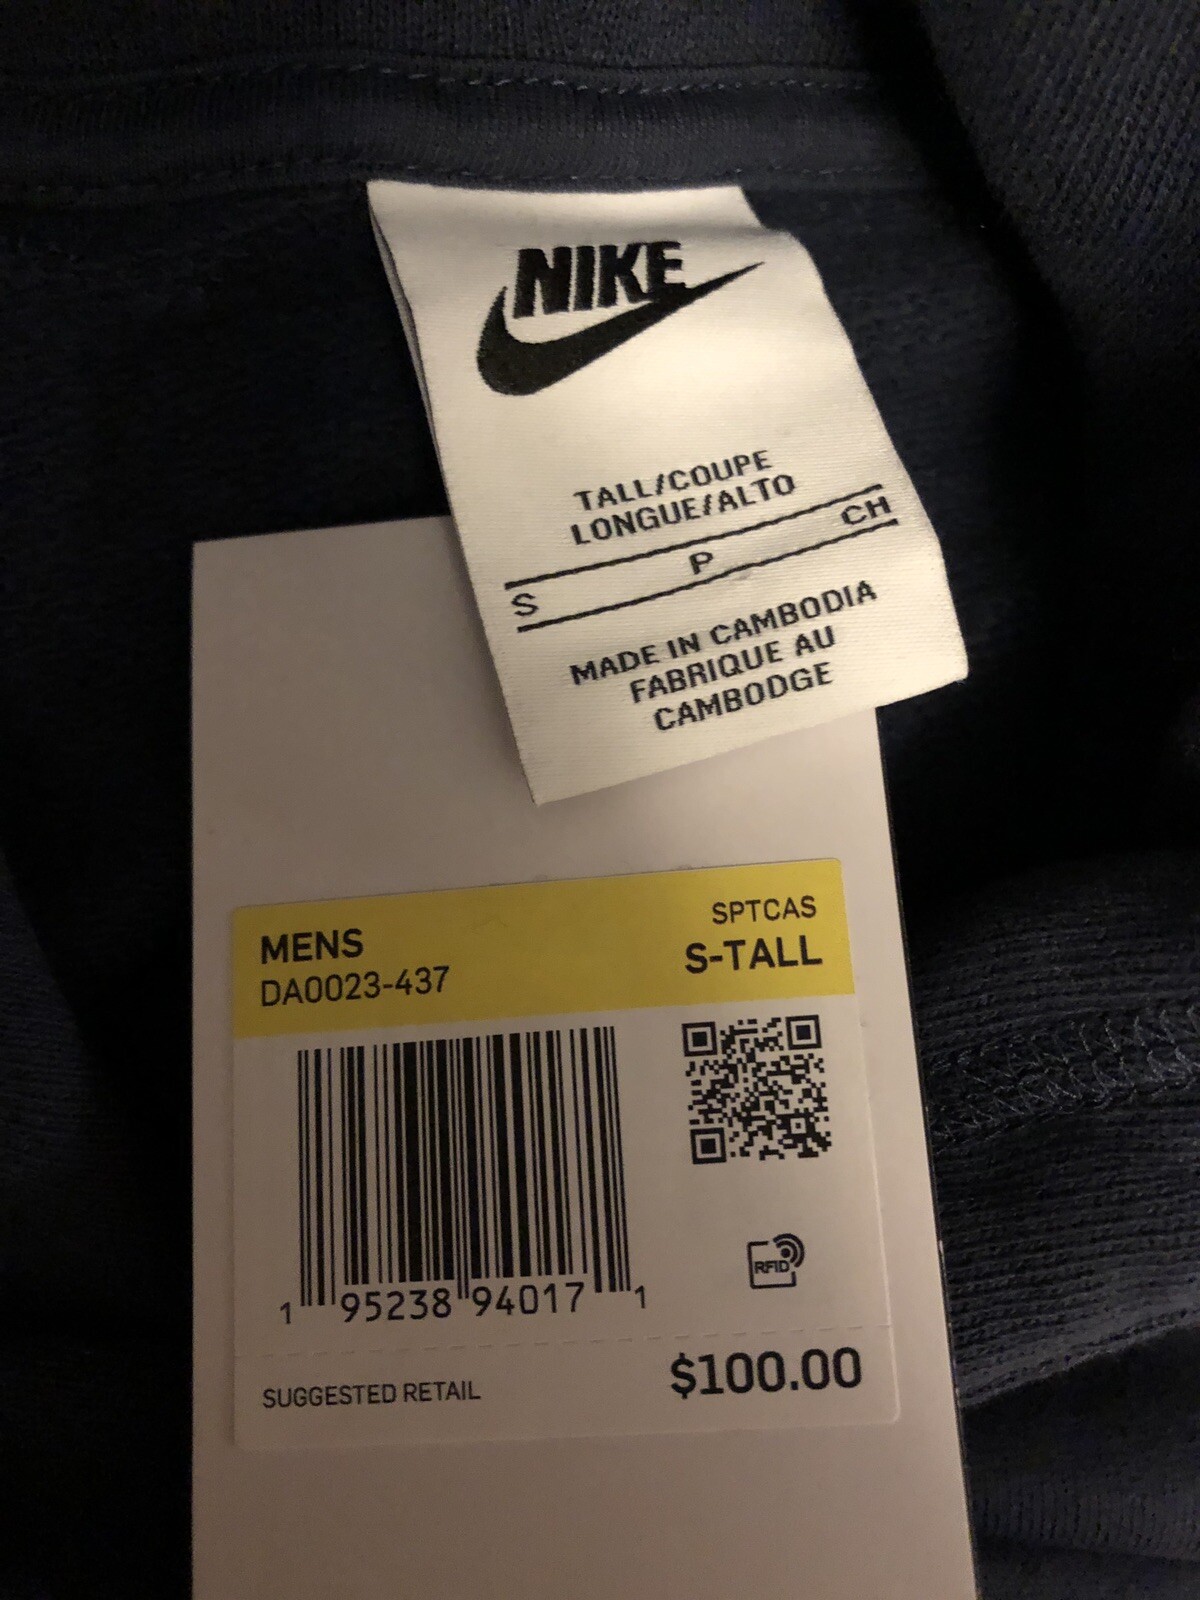 NIKE
TALL/COUPE
LONGUE/ALTO
S P CH
MADE IN CAMBODIA
FABRIQUE AU
CAMBODGE
MENS
DA0023-437
SPTCAS
S-TALL
1 95238 94017 1
RFID
SUGGESTED RETAIL
$100.00